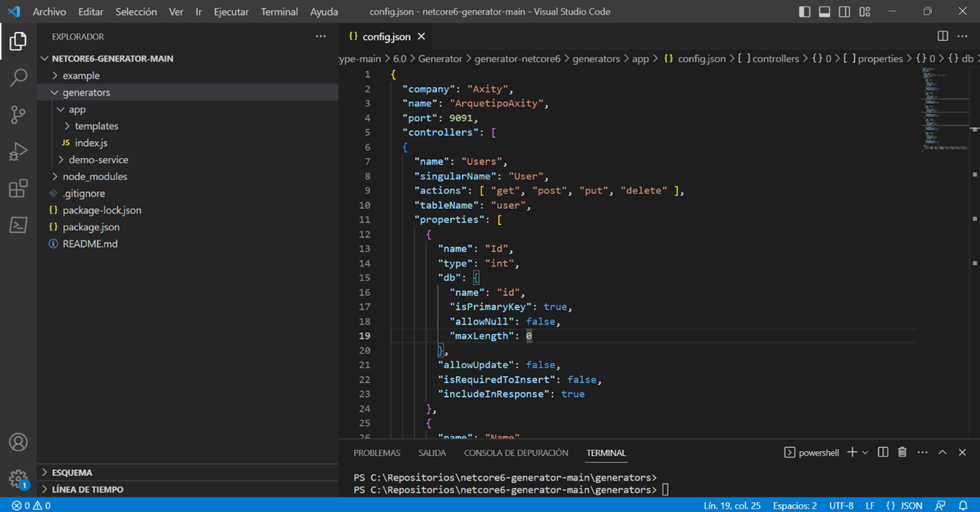 Archivo Editar Selección Ver Ir Ejecutar Terminal Ayuda config.json - netcore6-generator-main - Visual Studio Code
EXPLORADOR ...
NETCORE6-GENERATOR-MAIN
example
generators
app
templates
JS index.js
demo-service
node_modules
.gitignore
{} package-lock.json
{} package.json
README.md
ESQUEMA
LÍNEA DE TIEMPO
1
{} config.json ×
ype-main > 6.0 > Generator > generator-netcore6 > generators > app > {} config.json > [ ] controllers > {} 0 > [ ] properties > {} 0 > {} db >
1 {
2 "company": "Axity",
3 "name": "ArquetipoAxity",
4 "port": 9091,
5 "controllers": [
6 {
7 "name": "Users",
8 "singularName": "User",
9 "actions": [ "get", "post", "put", "delete" ],
10 "tableName": "user",
11 "properties": [
12 {
13 "name": "Id",
14 "type": "int",
15 "db": {
16 "name": "id",
17 "isPrimaryKey": true,
18 "allowNull": false,
19 "maxLength": 0
20 },
21 "allowUpdate": false,
22 "isRequiredToInsert": false,
23 "includeInResponse": true
24 },
25 {
26 "name": "Name"
PROBLEMAS SALIDA CONSOLA DE DEPURACIÓN TERMINAL powershell
PS C:\Repositorios\netcore6-generator-main\generators>
PS C:\Repositorios\netcore6-generator-main\generators>
0 0 Lín. 19, col. 25 Espacios: 2 UTF-8 LF {} JSON